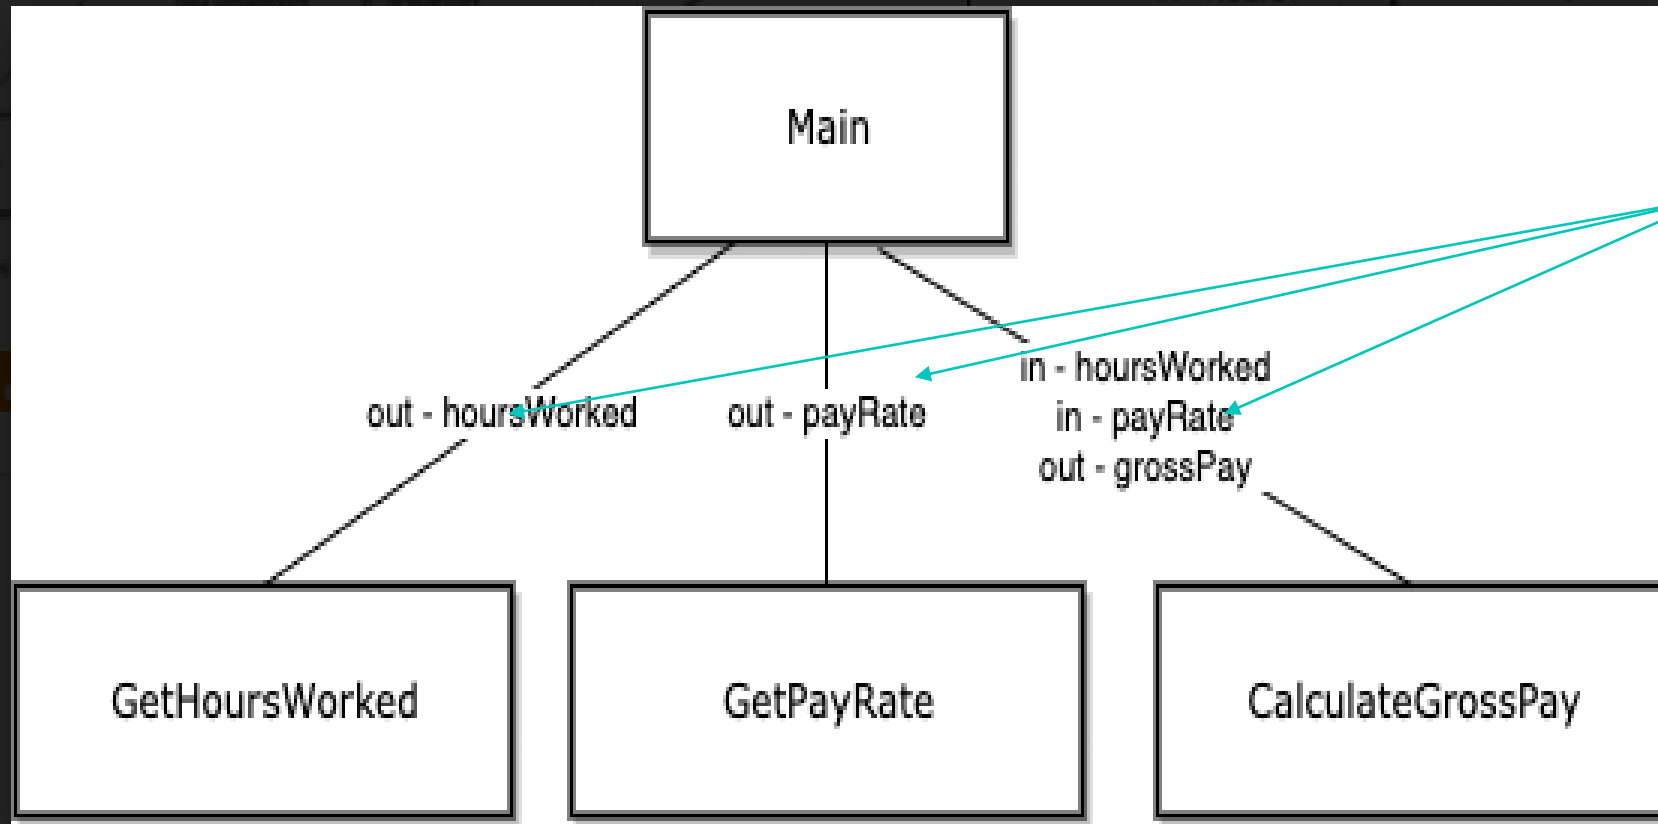 Main
out - hoursWorked
out - payRate
in - hoursWorked
in - payRate
out - grossPay
GetHoursWorked
GetPayRate
CalculateGrossPay